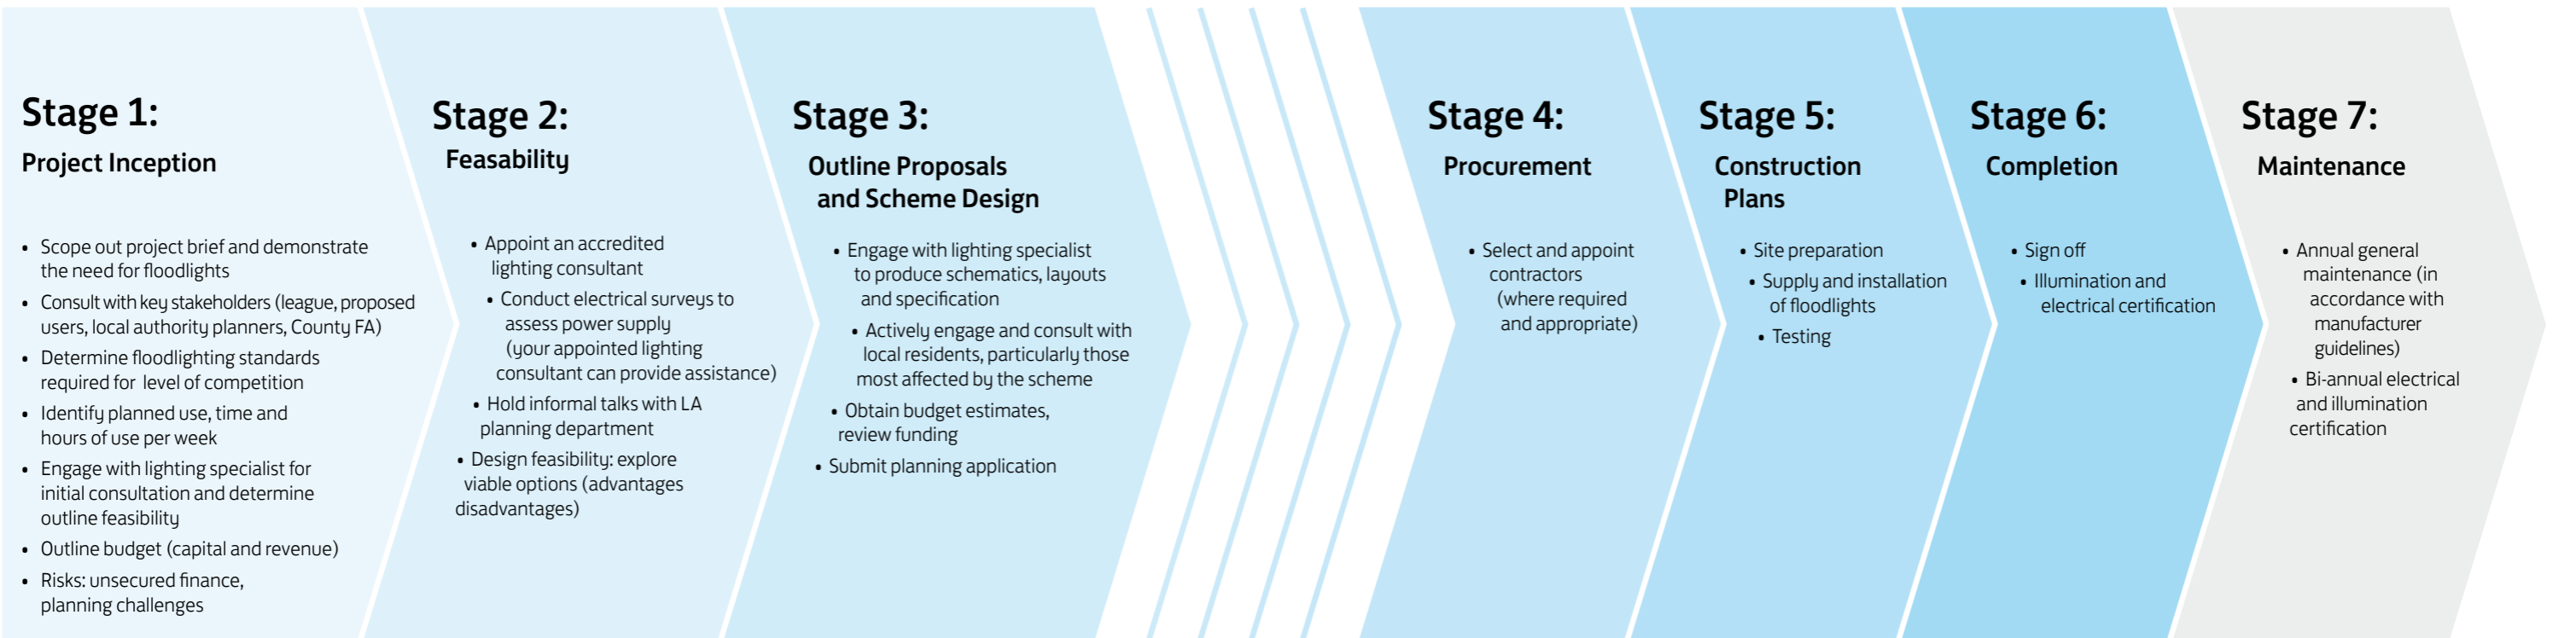 Stage 1:
Project Inception
• Scope out project brief and demonstrate
the need for floodlights
• Consult with key stakeholders (league, proposed
users, local authority planners, County FA)
• Determine floodlighting standards
required for level of competition
• Identify planned use, time and
hours of use per week
• Engage with lighting specialist for
initial consultation and determine
outline feasibility
• Outline budget (capital and revenue)
• Risks: unsecured finance,
planning challenges
Stage 2:
Feasability
• Appoint an accredited
lighting consultant
• Conduct electrical surveys to
assess power supply
(your appointed lighting
consultant can provide assistance)
• Hold informal talks with LA
planning department
• Design feasibility: explore
viable options (advantages
disadvantages)
Stage 3:
Outline Proposals
and Scheme Design
• Engage with lighting specialist
to produce schematics, layouts
and specification
• Actively engage and consult with
local residents, particularly those
most affected by the scheme
• Obtain budget estimates,
review funding
• Submit planning application
Stage 4:
Procurement
• Select and appoint
contractors
(where required
and appropriate)
Stage 5:
Construction
Plans
• Site preparation
• Supply and installation
of floodlights
• Testing
Stage 6:
Completion
• Sign off
• Illumination and
electrical certification
Stage 7:
Maintenance
• Annual general
maintenance (in
accordance with
manufacturer
guidelines)
• Bi-annual electrical
and illumination
certification